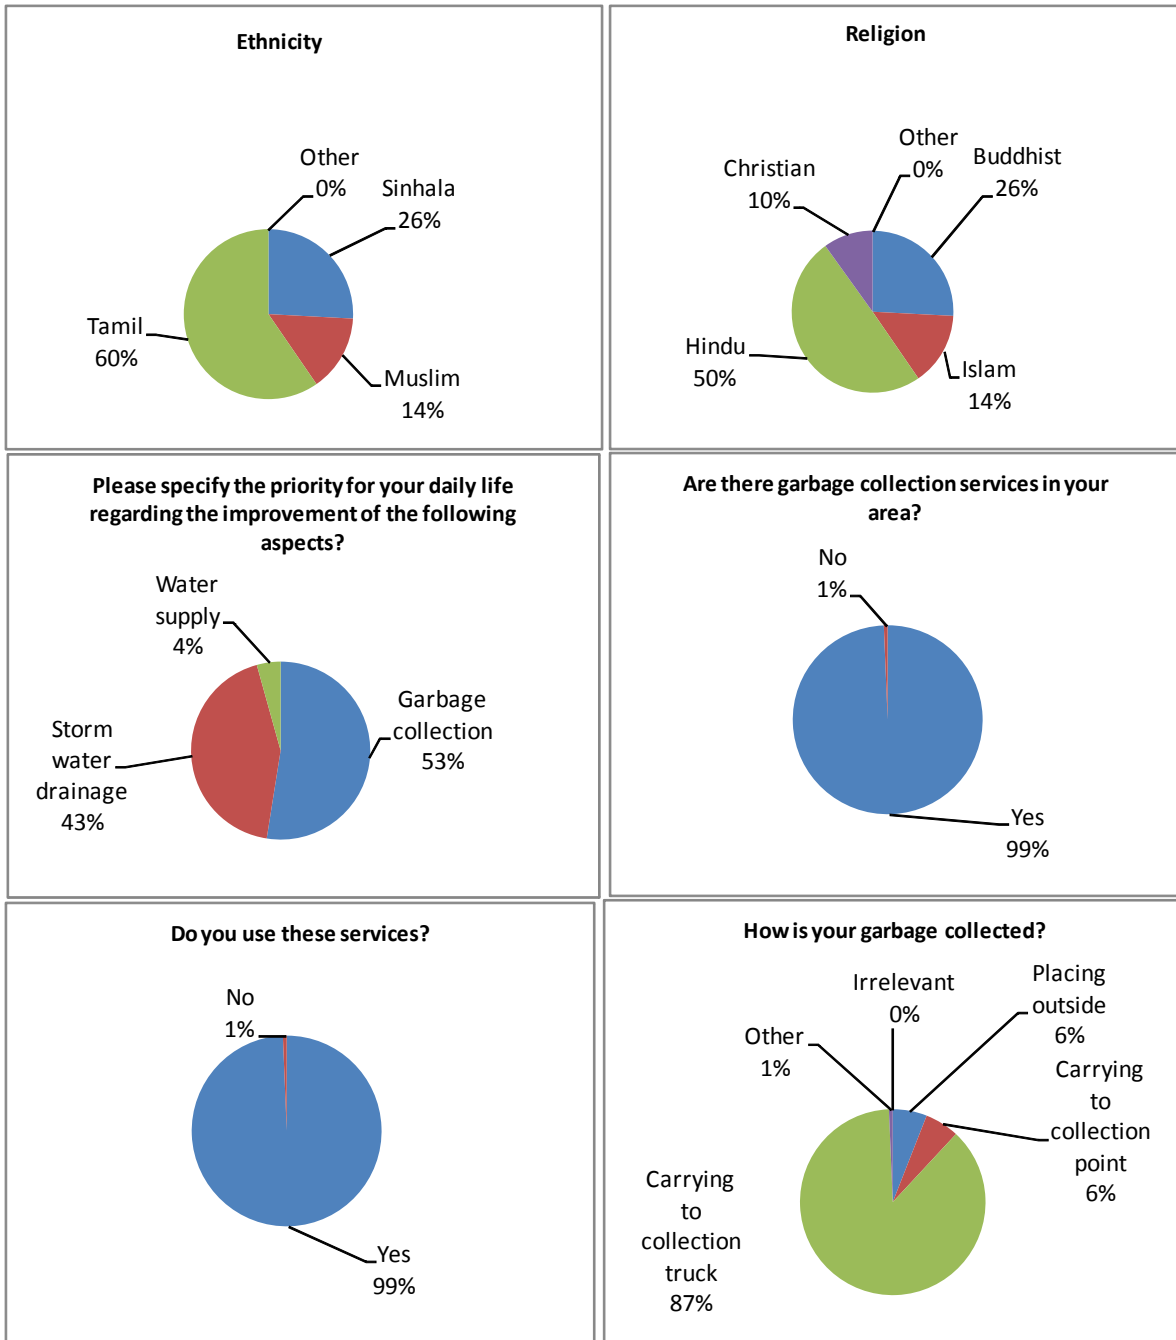 Ethnicity
Other
0%
Sinhala
26%
Tamil
60%
Muslim
14%
Religion
Other
0%
Buddhist
26%
Christian
10%
Hindu
50%
Islam
14%
Please specify the priority for your daily life
regarding the improvement of the following
aspects?
Water
supply
4%
Garbage
collection
53%
Storm
water
drainage
43%
Are there garbage collection services in your
area?
No
1%
Yes
99%
Do you use these services?
No
1%
Yes
99%
How is your garbage collected?
Irrelevant
0%
Placing
outside
6%
Other
1%
Carrying
to
collection
point
6%
Carrying
to
collection
truck
87%